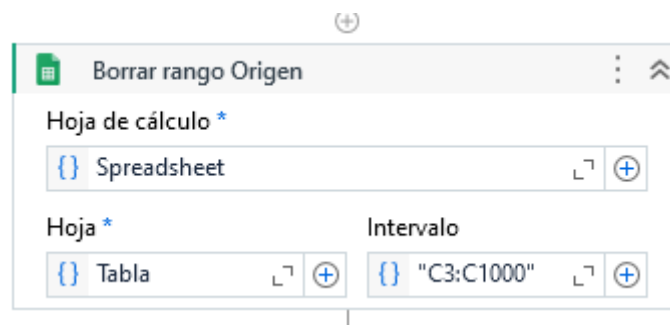 Borrar rango Origen
Hoja de cálculo *
{} Spreadsheet
Hoja * Intervalo
{} Tabla {} "C3:C1000"